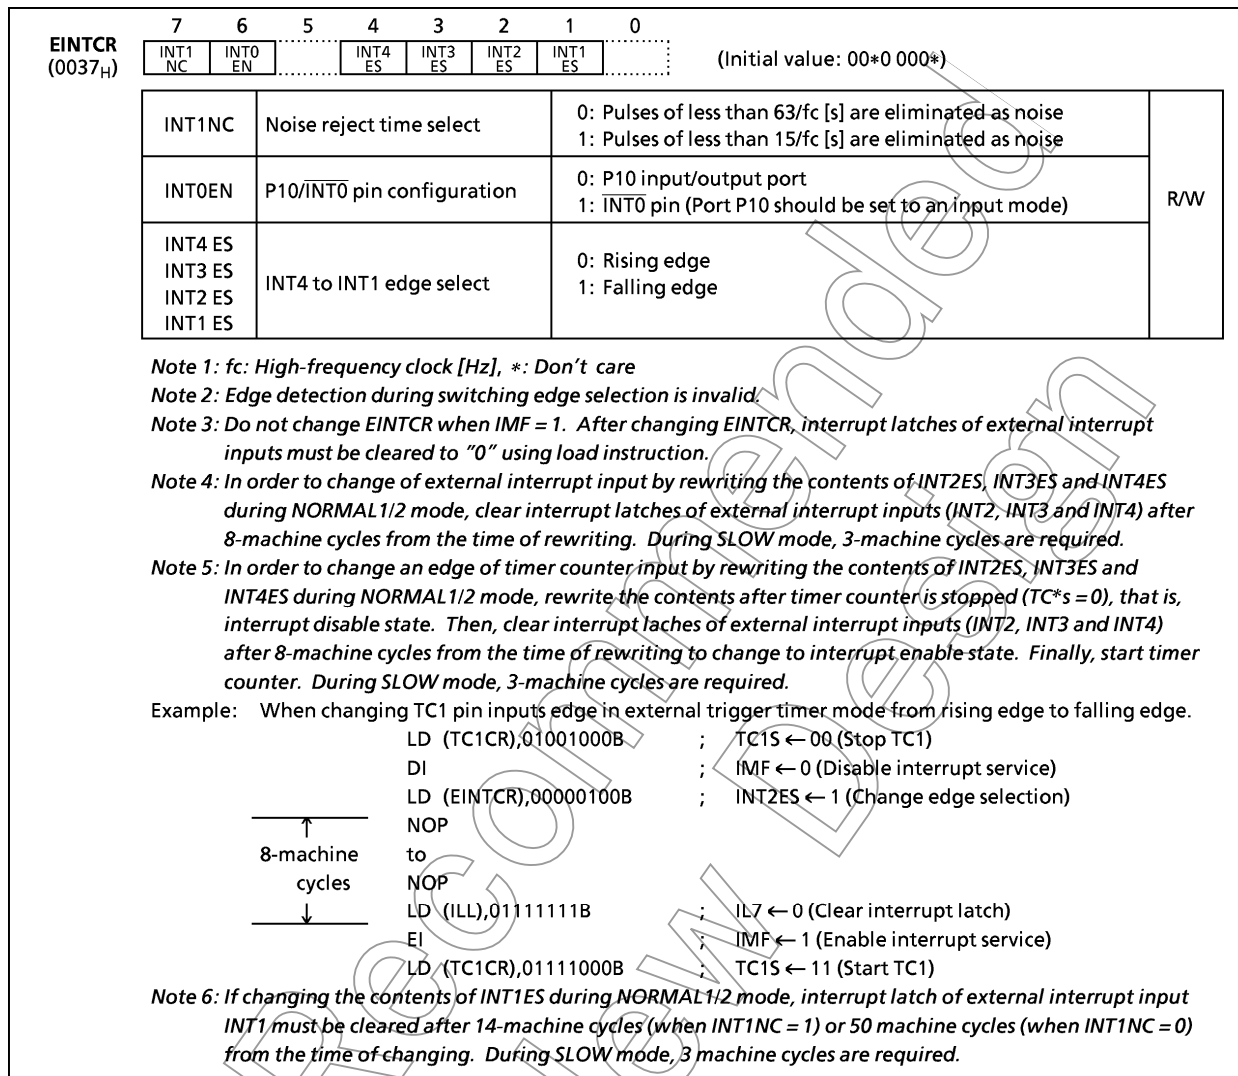 7 6 5 4 3 2 1 0
EINTCR
(0037H)
INT1 NC INT0 EN INT4 ES INT3 ES INT2 ES INT1 ES
(Initial value: 00*0 000*)
INT1NC Noise reject time select
0: Pulses of less than 63/fc [s] are eliminated as noise
1: Pulses of less than 15/fc [s] are eliminated as noise
INT0EN P10/INT0 pin configuration
0: P10 input/output port
1: INT0 pin (Port P10 should be set to an input mode)
R/W
INT4 ES
INT3 ES
INT2 ES
INT1 ES
INT4 to INT1 edge select
0: Rising edge
1: Falling edge
Note 1: fc: High-frequency clock [Hz], *: Don't care
Note 2: Edge detection during switching edge selection is invalid.
Note 3: Do not change EINTCR when IMF = 1. After changing EINTCR, interrupt latches of external interrupt
inputs must be cleared to "0" using load instruction.
Note 4: In order to change of external interrupt input by rewriting the contents of INT2ES, INT3ES and INT4ES
during NORMAL1/2 mode, clear interrupt latches of external interrupt inputs (INT2, INT3 and INT4) after
8-machine cycles from the time of rewriting. During SLOW mode, 3-machine cycles are required.
Note 5: In order to change an edge of timer counter input by rewriting the contents of INT2ES, INT3ES and
INT4ES during NORMAL1/2 mode, rewrite the contents after timer counter is stopped (TC*s = 0), that is,
interrupt disable state. Then, clear interrupt laches of external interrupt inputs (INT2, INT3 and INT4)
after 8-machine cycles from the time of rewriting to change to interrupt enable state. Finally, start timer
counter. During SLOW mode, 3-machine cycles are required.
Example: When changing TC1 pin inputs edge in external trigger timer mode from rising edge to falling edge.
LD (TC1CR),01001000B ; TC1S ← 00 (Stop TC1)
DI ; IMF ← 0 (Disable interrupt service)
LD (EINTCR),00000100B ; INT2ES ← 1 (Change edge selection)
↑ NOP
8-machine to
cycles NOP
↓ LD (ILL),01111111B ; IL7 ← 0 (Clear interrupt latch)
EI ; IMF ← 1 (Enable interrupt service)
LD (TC1CR),01111000B ; TC1S ← 11 (Start TC1)
Note 6: If changing the contents of INT1ES during NORMAL1/2 mode, interrupt latch of external interrupt input
INT1 must be cleared after 14-machine cycles (when INT1NC = 1) or 50 machine cycles (when INT1NC = 0)
from the time of changing. During SLOW mode, 3 machine cycles are required.
Recommended
New Design